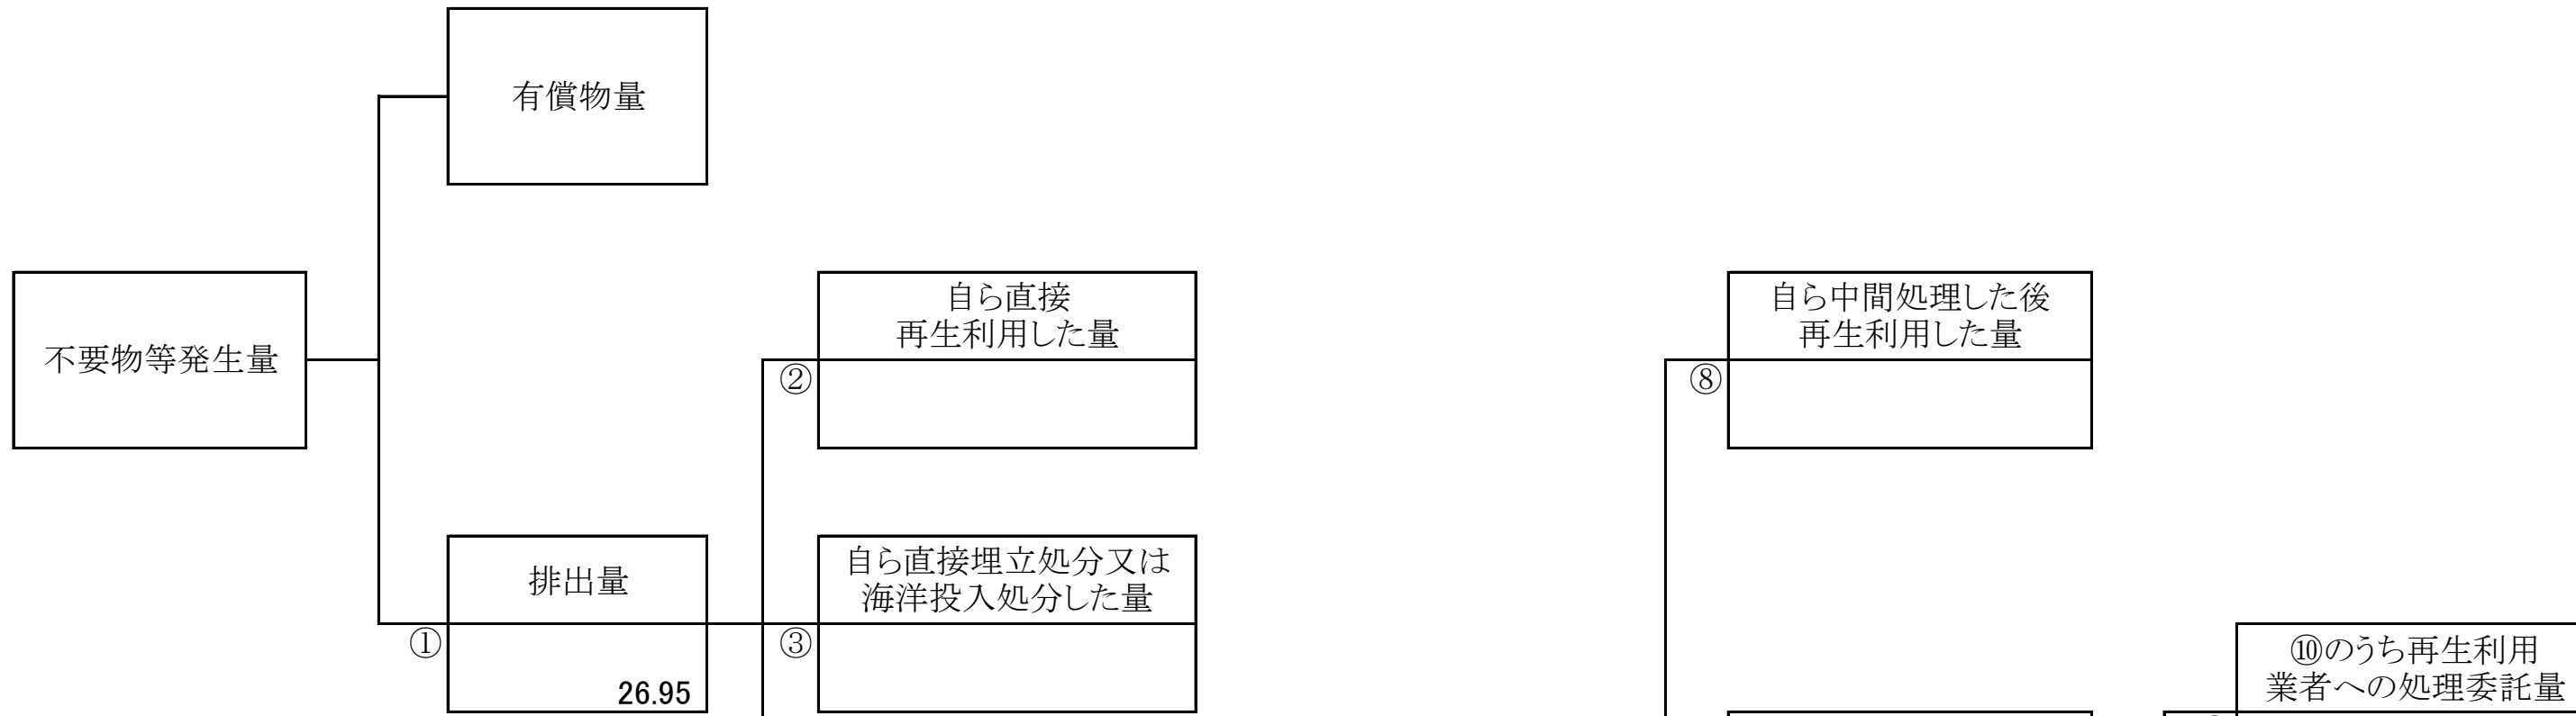 有償物量
不要物等発生量
自ら直接
再生利用した量
②
自ら中間処理した後
再生利用した量
⑧
排出量
①
26.95
自ら直接埋立処分又は
海洋投入処分した量
③
⑩のうち再生利用
業者への処理委託量